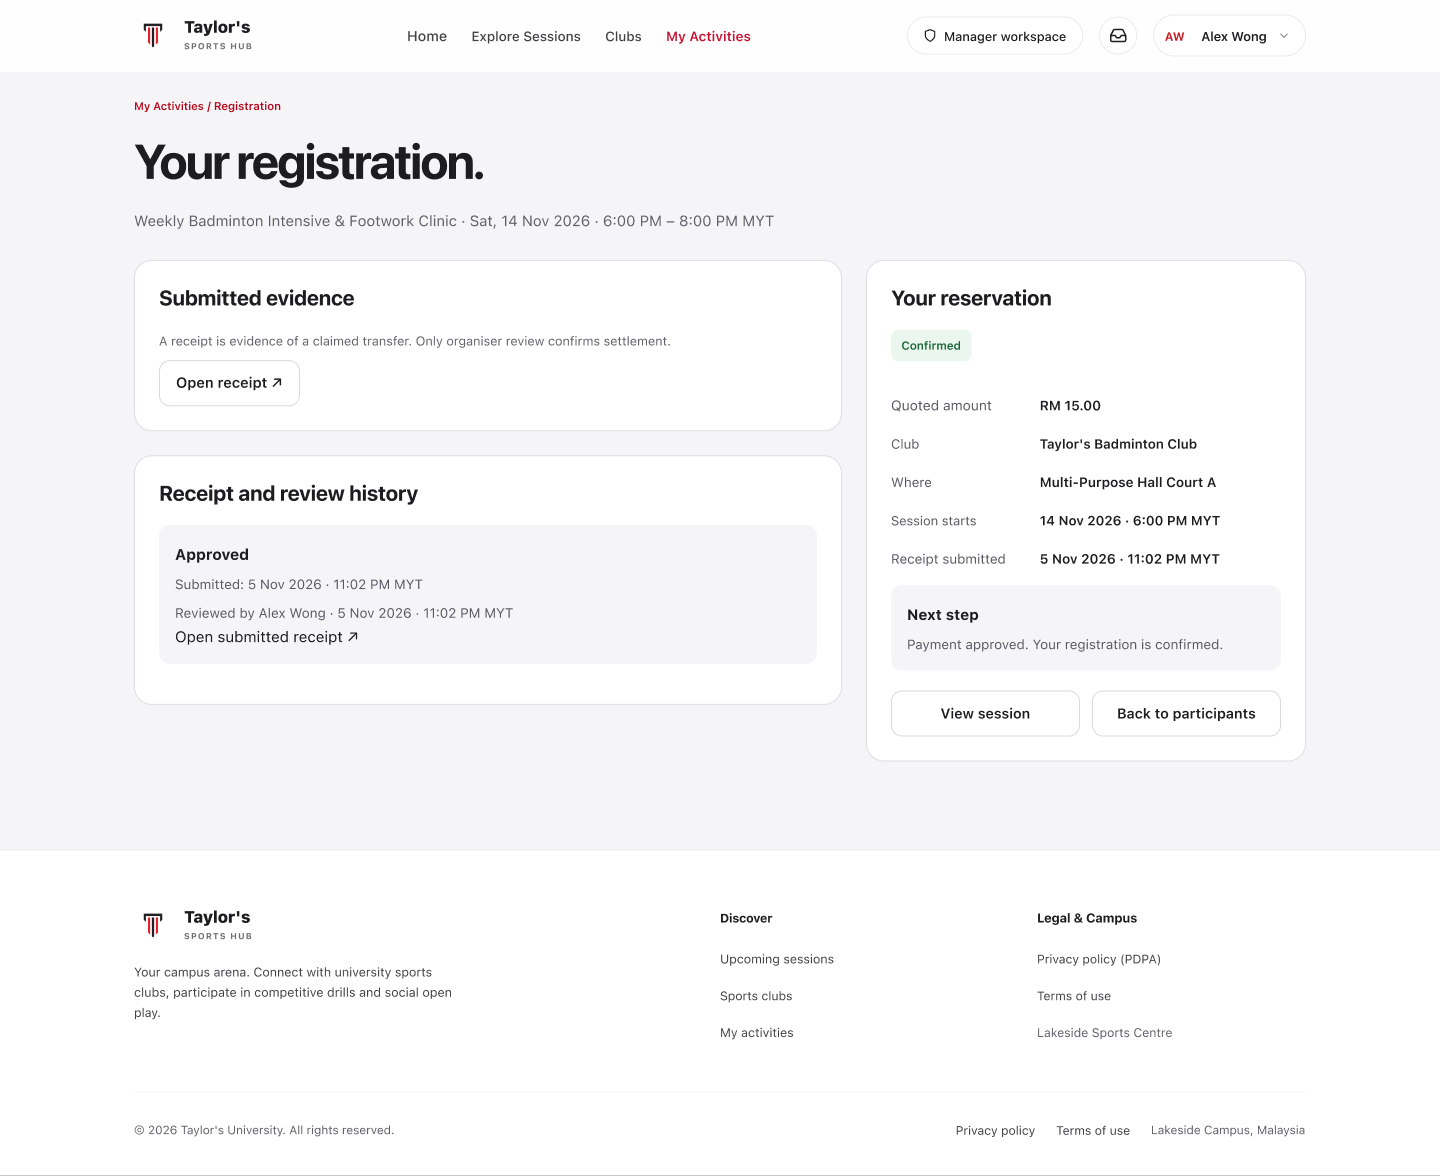 Taylor's
SPORTS HUB
Home
Explore Sessions
Clubs
My Activities
Manager workspace
AW
Alex Wong
My Activities / Registration
Your registration.
Weekly Badminton Intensive & Footwork Clinic · Sat, 14 Nov 2026 · 6:00 PM – 8:00 PM MYT
Submitted evidence
A receipt is evidence of a claimed transfer. Only organiser review confirms settlement.
Open receipt ↗
Receipt and review history
Approved
Submitted: 5 Nov 2026 · 11:02 PM MYT
Reviewed by Alex Wong · 5 Nov 2026 · 11:02 PM MYT
Open submitted receipt ↗
Your reservation
Confirmed
Quoted amount RM 15.00
Club Taylor's Badminton Club
Where Multi-Purpose Hall Court A
Session starts 14 Nov 2026 · 6:00 PM MYT
Receipt submitted 5 Nov 2026 · 11:02 PM MYT
Next step
Payment approved. Your registration is confirmed.
View session
Back to participants
Taylor's
SPORTS HUB
Your campus arena. Connect with university sports
clubs, participate in competitive drills and social open
play.
Discover
Upcoming sessions
Sports clubs
My activities
Legal & Campus
Privacy policy (PDPA)
Terms of use
Lakeside Sports Centre
© 2026 Taylor's University. All rights reserved.
Privacy policy
Terms of use
Lakeside Campus, Malaysia